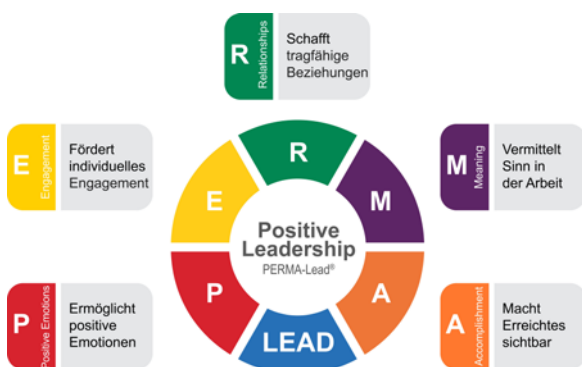 R
Relationships
Schafft
tragfähige
Beziehungen
E
Engagement
Fördert
individuelles
Engagement
M
Meaning
Vermittelt
Sinn in
der Arbeit
R
E
M
Positive
Leadership
PERMA-Lead®
P
A
LEAD
P
Positive Emotions
Ermöglicht
positive
Emotionen
A
Accomplishment
Macht
Erreichtes
sichtbar